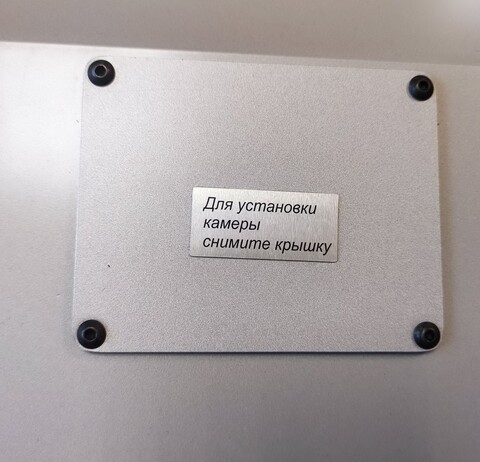 Для установки
камеры
снимите крышку